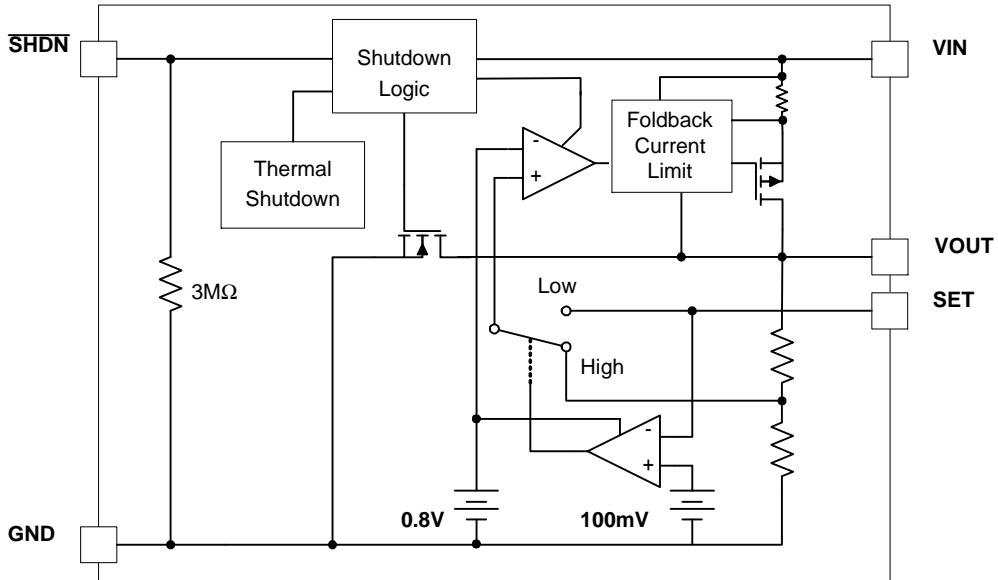 SHDN
VIN
Shutdown
Logic
Foldback
Current
Limit
Thermal
Shutdown
-
+
VOUT
3MΩ
Low
SET
High
-
+
0.8V
100mV
GND